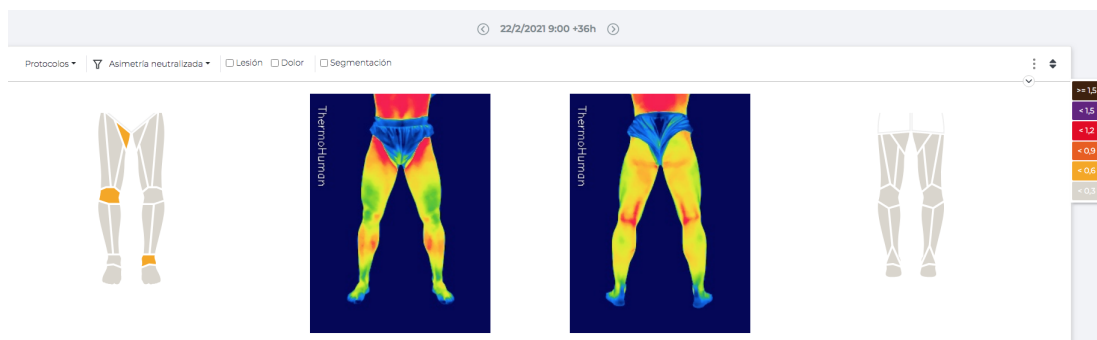 22/2/2021 9:00 +36h
Protocolos Asimetría neutralizada Lesión Dolor Segmentación
ThermoHuman
ThermoHuman
>= 1,5
< 1,5
< 1,2
< 0,9
< 0,6
< 0,3